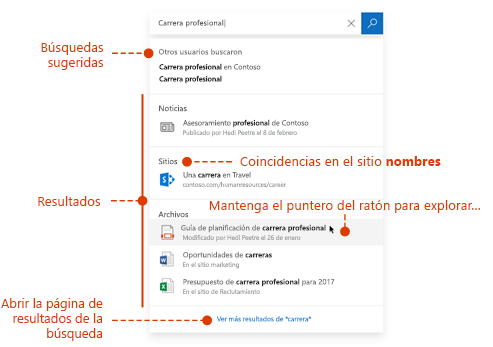 Carrera profesional
Búsquedas
sugeridas
Otros usuarios buscaron
Carrera profesional en Contoso
Carrera profesional
Noticias
Asesoramiento profesional de Contoso
Publicado por Hedi Peetre el 8 de febrero
Sitios
Coincidencias en el sitio nombres
Una carrera en Travel
contoso.com/humanresources/career
Resultados
Mantenga el puntero del ratón para explorar...
Archivos
Guía de planificación de carrera profesional
Modificado por Hedi Peetre el 26 de enero
Oportunidades de carreras
En el sitio marketing
Presupuesto de carrera profesional para 2017
En el sitio de Reclutamiento
Abrir la página de
resultados de la
búsqueda
Ver más resultados de "carrera"